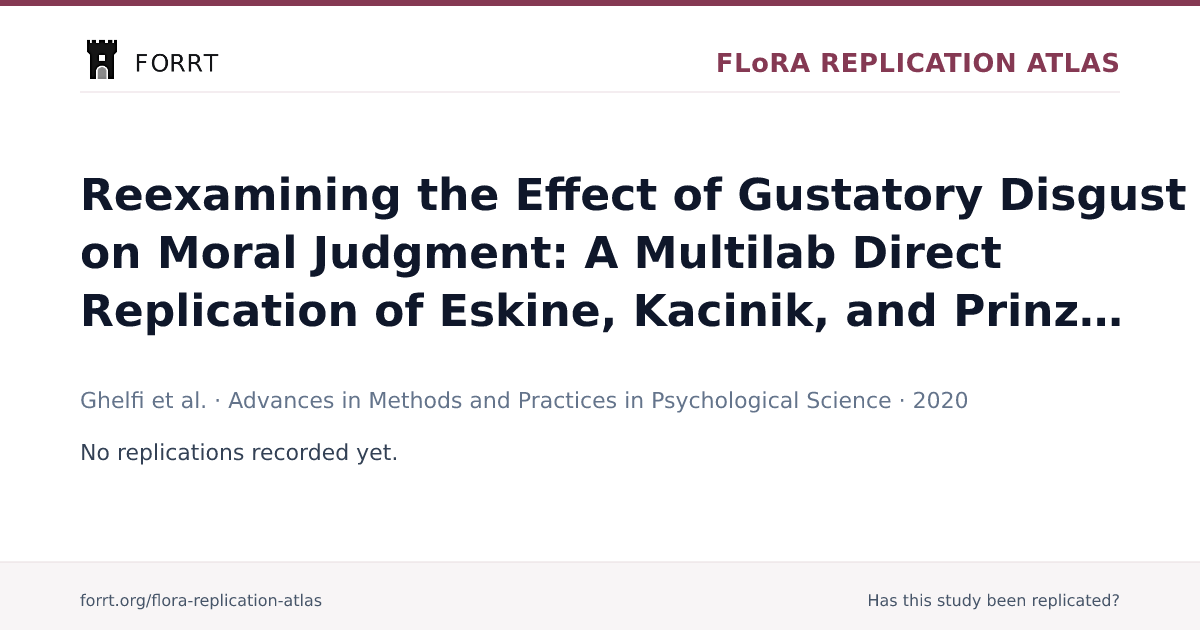 FORRT
FLoRA REPLICATION ATLAS
Reexamining the Effect of Gustatory Disgust
on Moral Judgment: A Multilab Direct
Replication of Eskine, Kacinik, and Prinz…
Ghelfi et al. · Advances in Methods and Practices in Psychological Science · 2020
No replications recorded yet.
forrt.org/flora-replication-atlas
Has this study been replicated?